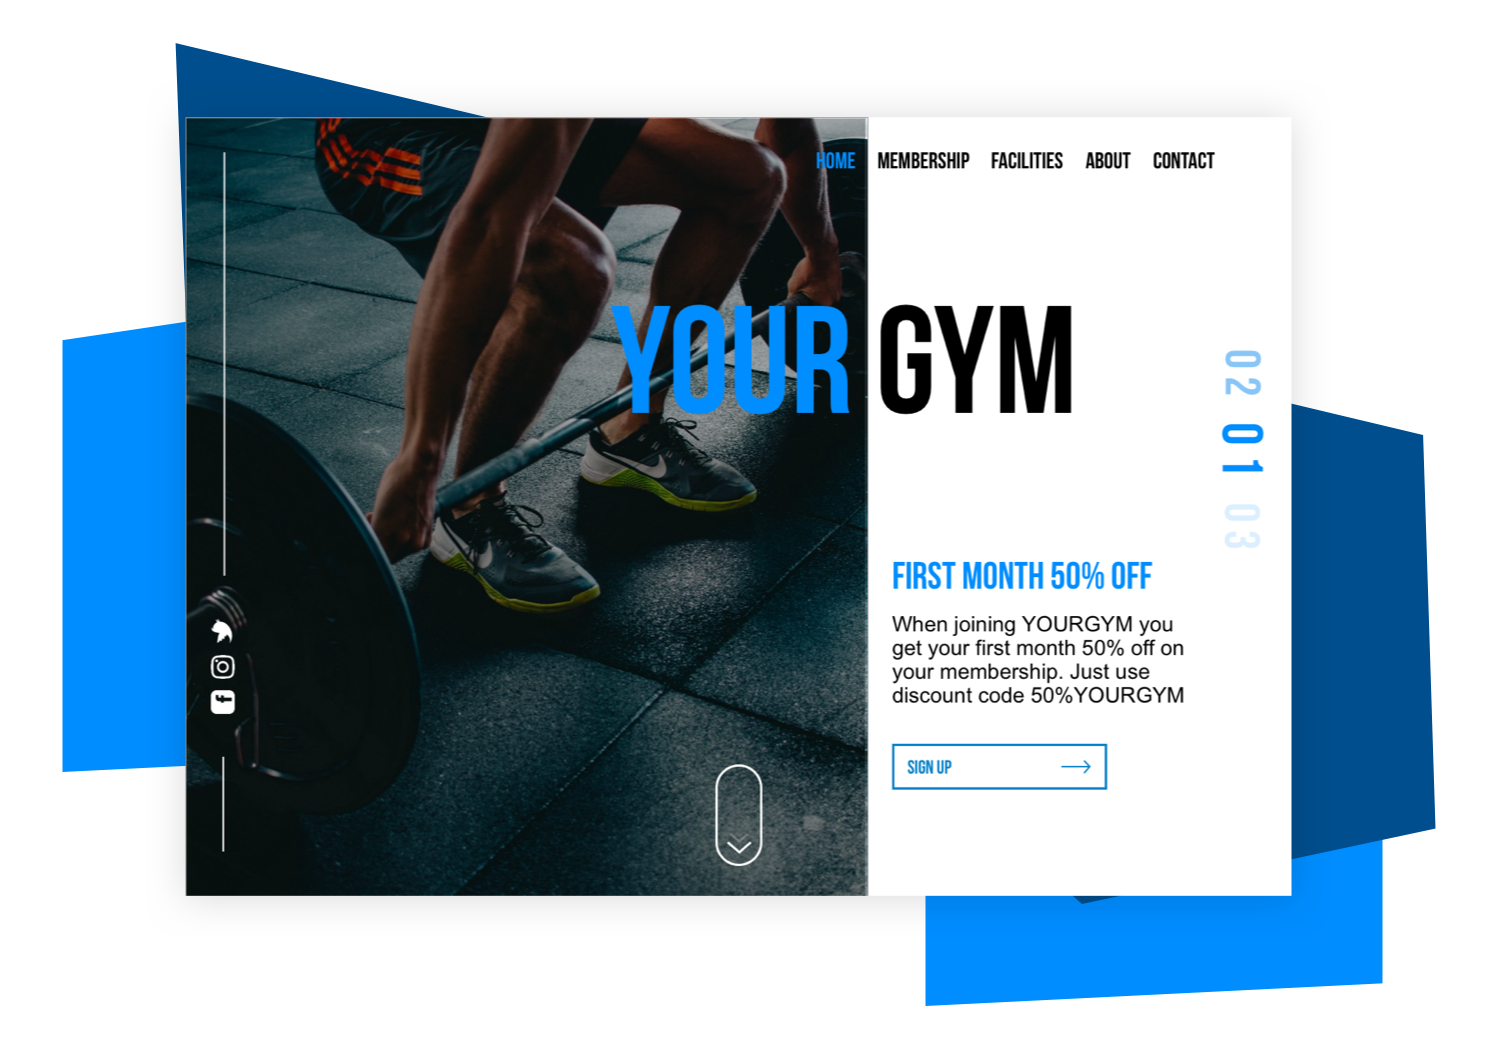 HOME MEMBERSHIP FACILITIES ABOUT CONTACT
YOUR GYM
02 01 03
FIRST MONTH 50% OFF
When joining YOURGYM you
get your first month 50% off on
your membership. Just use
discount code 50%YOURGYM
SIGN UP